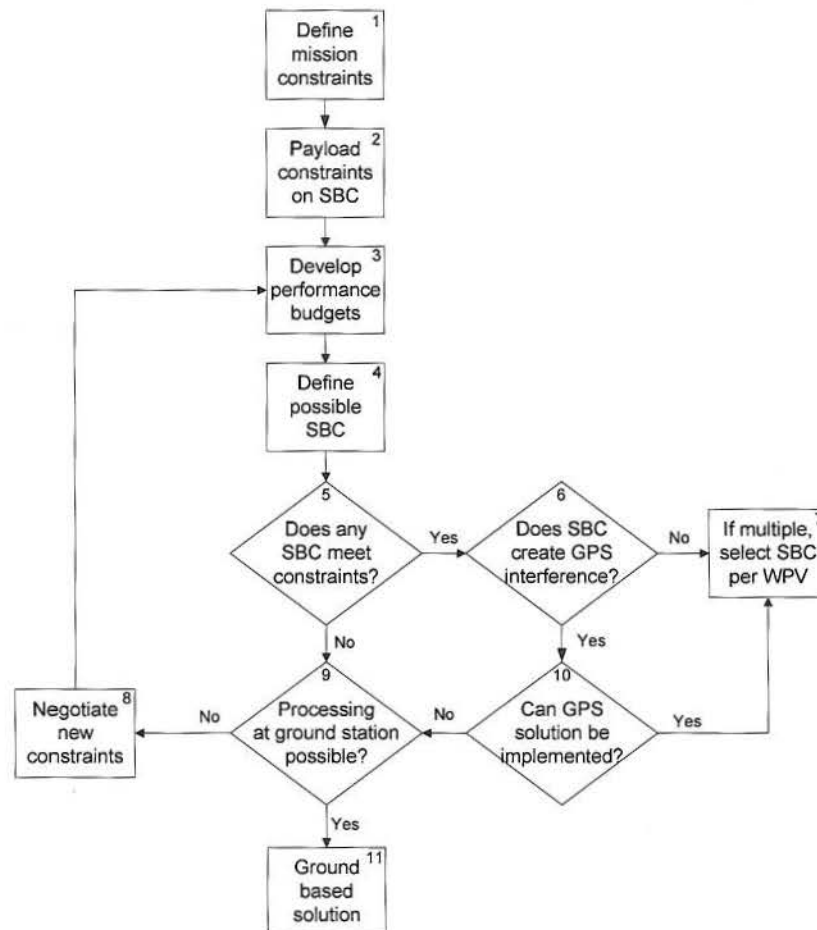 1
Define
mission
constraints
2
Payload
constraints
on SBC
3
Develop
performance
budgets
4
Define
possible
SBC
5
Does any
SBC meet
constraints?
Yes
6
Does SBC
create GPS
interference?
No
If multiple,
select SBC
per WPV
No
Yes
8
Negotiate
new
constraints
No
9
Processing
at ground station
possible?
No
10
Can GPS
solution be
implemented?
Yes
Yes
11
Ground
based
solution